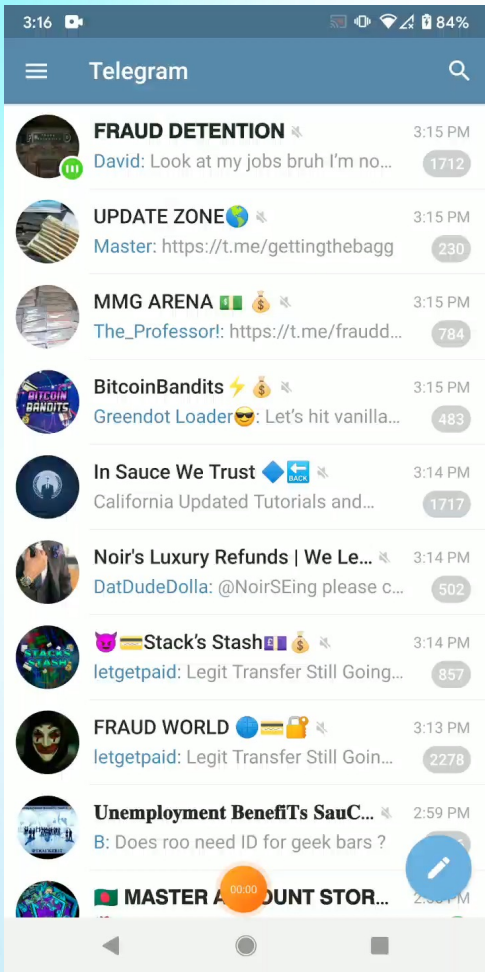 3:16
84%
Telegram
FRAUD DETENTION
3:15 PM
David: Look at my jobs bruh I'm no...
1712
UPDATE ZONE🌎
3:15 PM
Master: https://t.me/gettingthebagg
230
MMG ARENA 💵 💰
3:15 PM
The_Professor!: https://t.me/fraudd...
784
BITCOIN
BANDITS
BitcoinBandits⚡💰
3:15 PM
Greendot Loader😎: Let's hit vanilla...
483
In Sauce We Trust 🔷🔙
3:14 PM
California Updated Tutorials and...
1717
Noir's Luxury Refunds | We Le...
3:14 PM
DatDudeDolla: @NoirSEing please c...
502
STACKS
STASH
😈💳Stack's Stash💷💰
3:14 PM
letgetpaid: Legit Transfer Still Going...
857
FRAUD WORLD 🌐💳🔐
3:13 PM
letgetpaid: Legit Transfer Still Goin...
2278
𝐔𝐧𝐞𝐦𝐩𝐥𝐨𝐲𝐦𝐞𝐧𝐭 𝐁𝐞𝐧𝐞𝐟𝐢𝐓𝐬 𝐒𝐚𝐮𝐂...
2:59 PM
B: Does roo need ID for geek bars ?
00:00
🇧🇩 MASTER STOR...